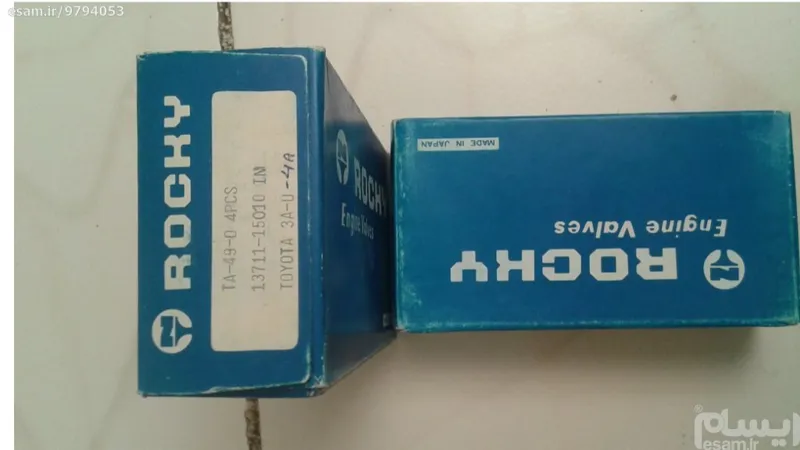 esam.ir/9794053
ROCKY
TA-49-0 4PCS
13711-15010 IN
TOYOTA 3A-U-4A
ROCKY
Engine Valves
MADE IN JAPAN
Engine Valves
ROCKY
ایسام
esam.ir